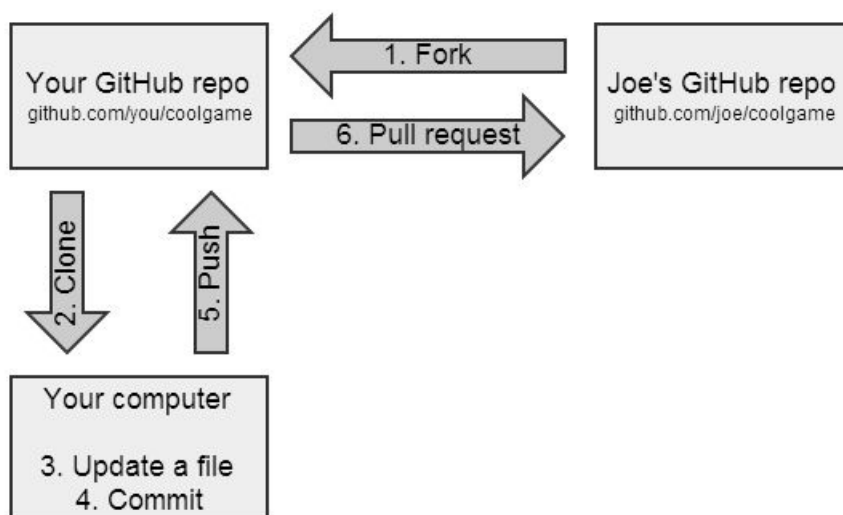 Your GitHub repo
github.com/you/coolgame
1. Fork
6. Pull request
Joe's GitHub repo
github.com/joe/coolgame
2. Clone
5. Push
Your computer
3. Update a file
4. Commit